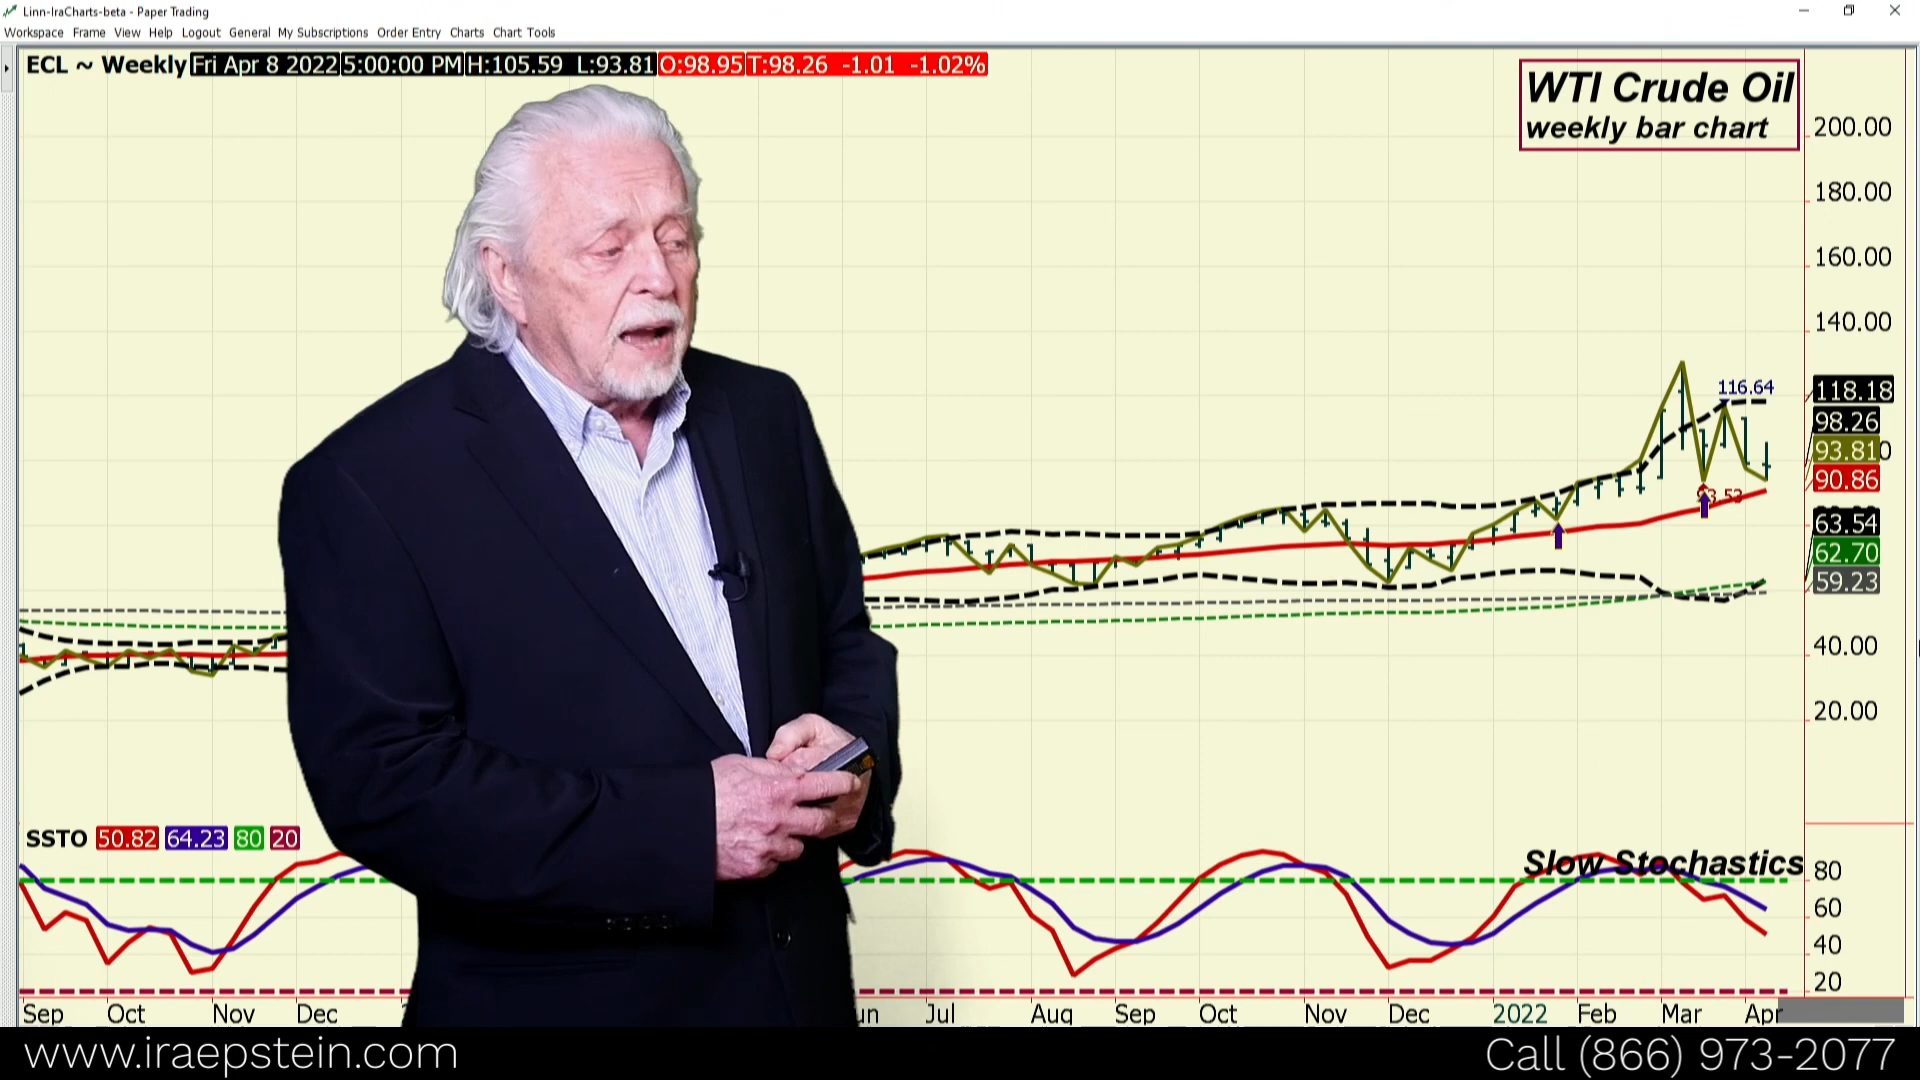 Linn-IraCharts-beta - Paper Trading
Workspace Frame View Help Logout General My Subscriptions Order Entry Charts Chart Tools
ECL ~ Weekly Fri Apr 8 2022 5:00:00 PM H:105.59 L:93.81 O:98.95 T:98.26 -1.01 -1.02%
WTI Crude Oil
weekly bar chart
200.00
180.00
160.00
140.00
116.64
118.18
98.26
93.81
90.86
63.54
62.70
59.23
40.00
20.00
SSTO 50.82 64.23 80 20
Slow Stochastics
80
60
40
20
Sep Oct Nov Dec Jul Aug Sep Oct Nov Dec 2022 Feb Mar Apr
www.iraepstein.com
Call (866) 973-2077